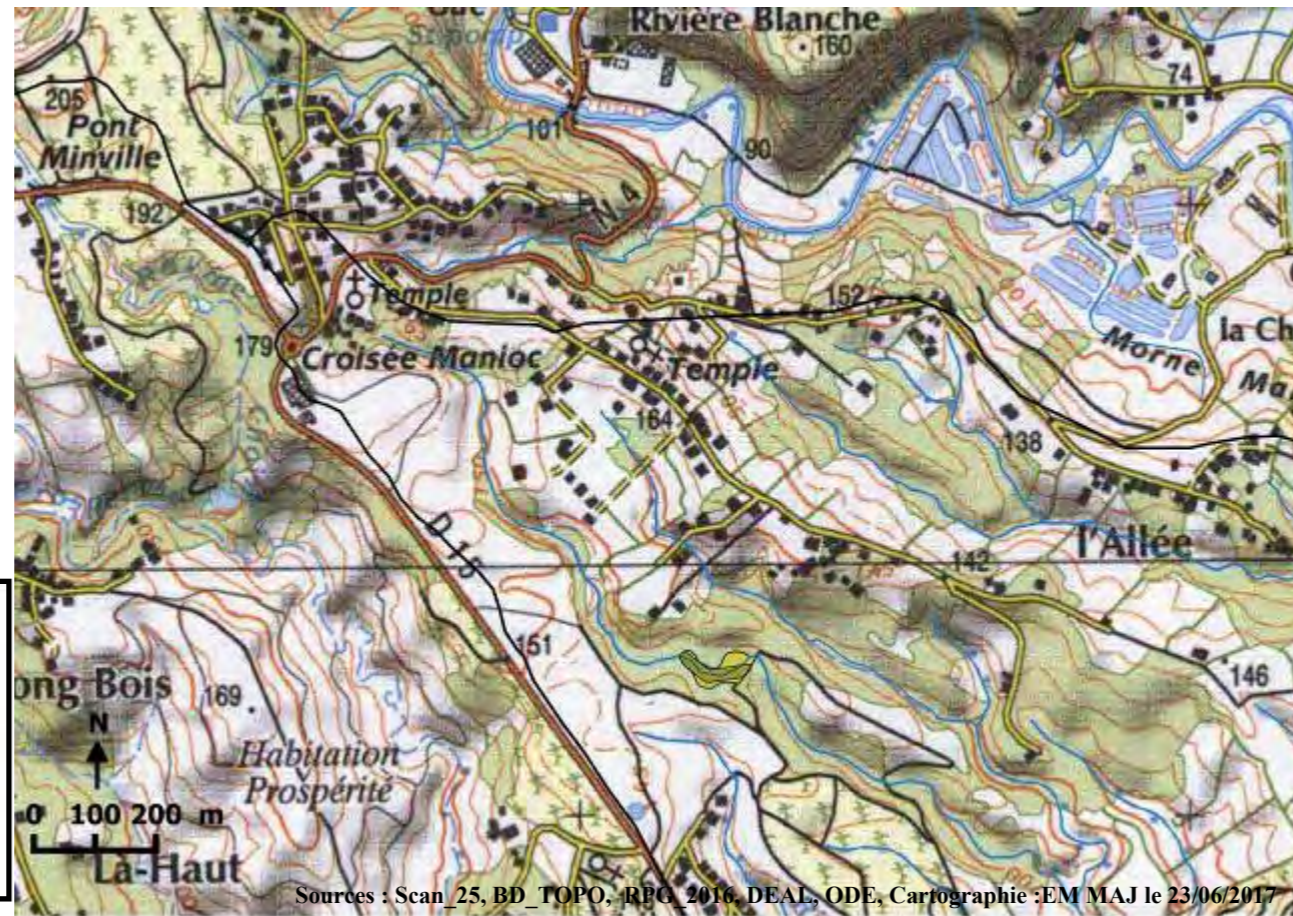 Rivière Blanche
160
74
205
Pont
Minville
101
90
192
N 4
Temple
152
la Ch
179
Croisée Manioc
Temple
Morne
164
138
D 15
l'Allée
142
151
146
ong Bois
169
N
Habitation
Prospérité
0 100 200 m
Là-Haut
Sources : Scan_25, BD_TOPO, RPG_2016, DEAL, ODE, Cartographie :EM MAJ le 23/06/2017